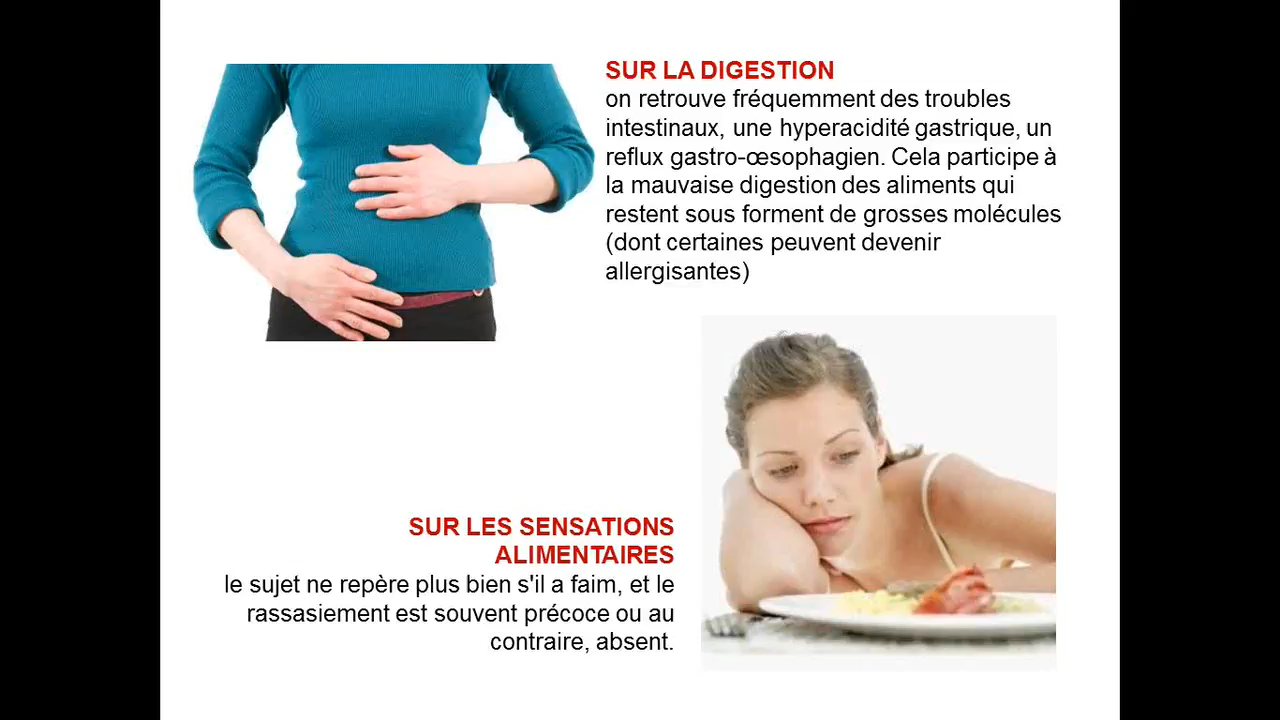 SUR LA DIGESTION
on retrouve fréquemment des troubles
intestinaux, une hyperacidité gastrique, un
reflux gastro-œsophagien. Cela participe à
la mauvaise digestion des aliments qui
restent sous forment de grosses molécules
(dont certaines peuvent devenir
allergisantes)
SUR LES SENSATIONS
ALIMENTAIRES
le sujet ne repère plus bien s'il a faim, et le
rassasiement est souvent précoce ou au
contraire, absent.